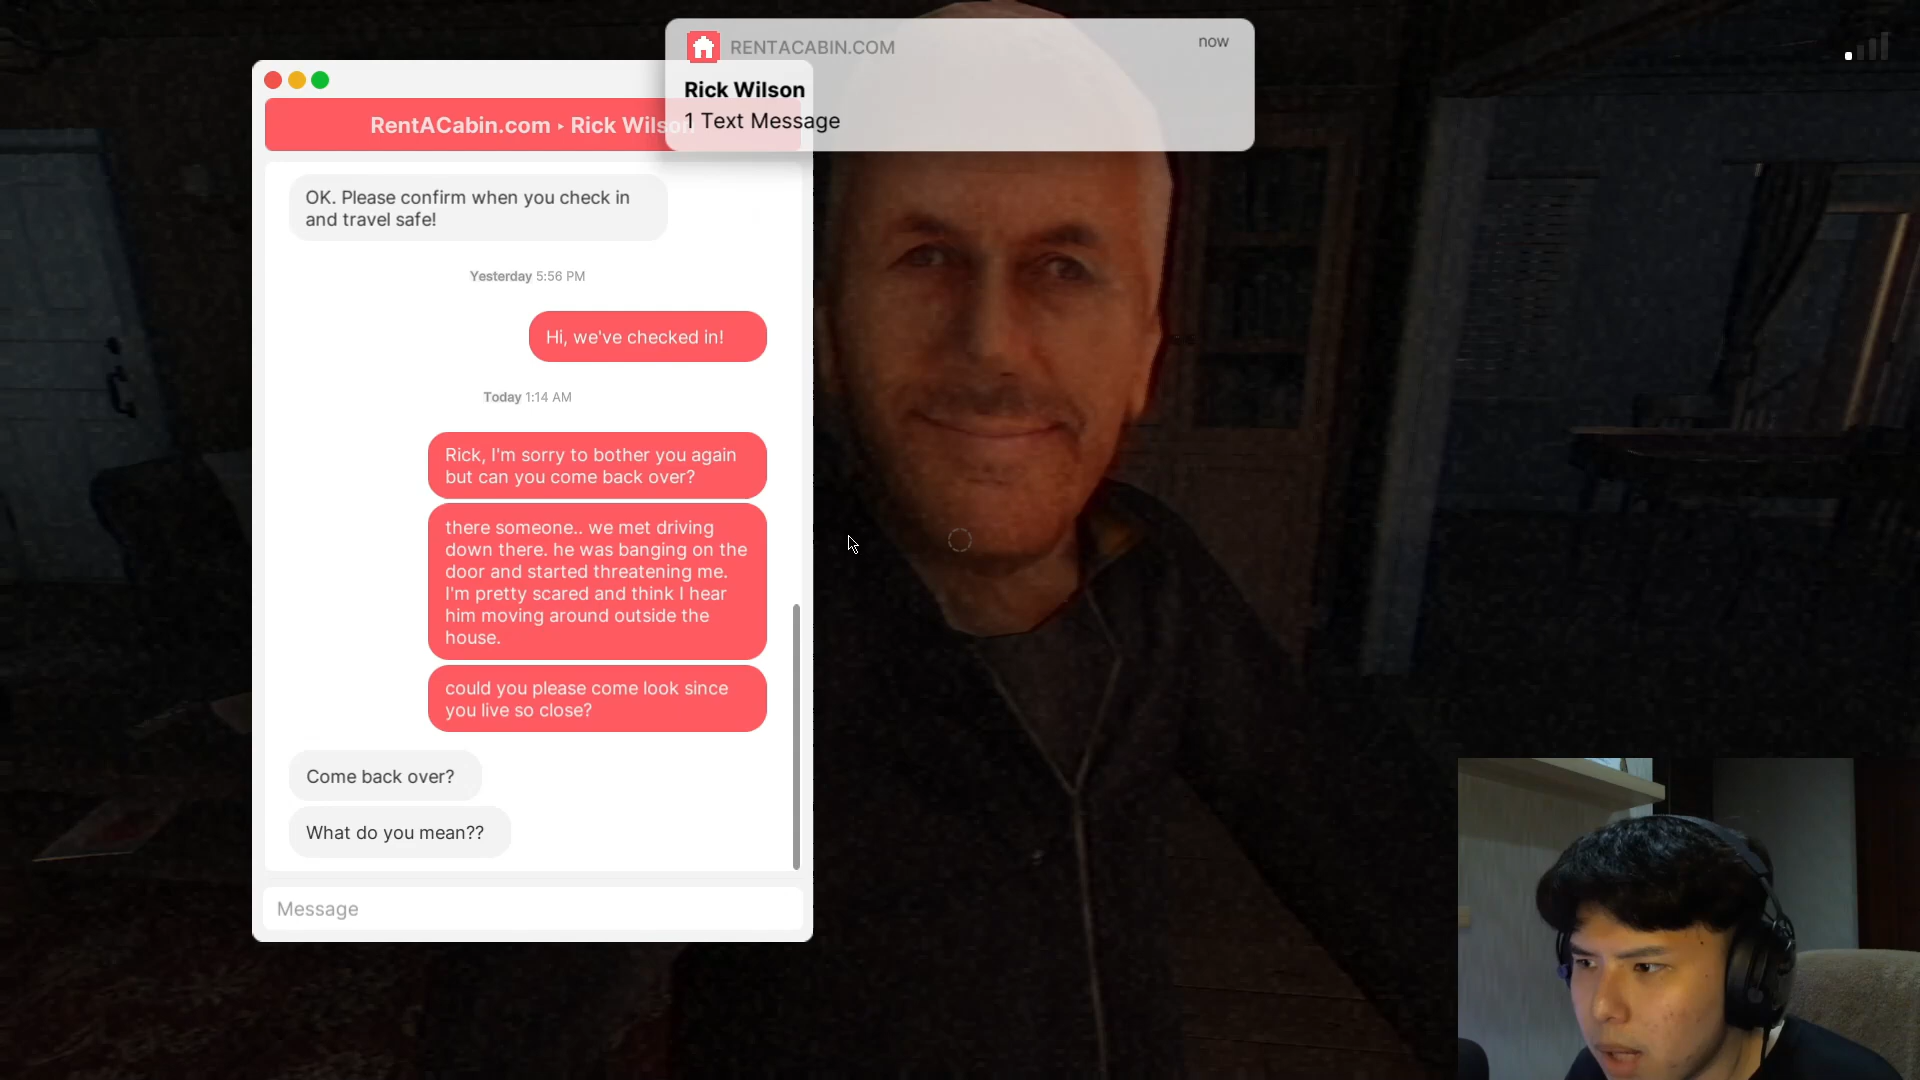 RENTACABIN.COM
now
Rick Wilson
1 Text Message
RentACabin.com ▸ Rick Wilson
OK. Please confirm when you check in
and travel safe!
Yesterday 5:56 PM
Hi, we've checked in!
Today 1:14 AM
Rick, I'm sorry to bother you again
but can you come back over?
there someone.. we met driving
down there. he was banging on the
door and started threatening me.
I'm pretty scared and think I hear
him moving around outside the
house.
could you please come look since
you live so close?
Come back over?
What do you mean??
Message